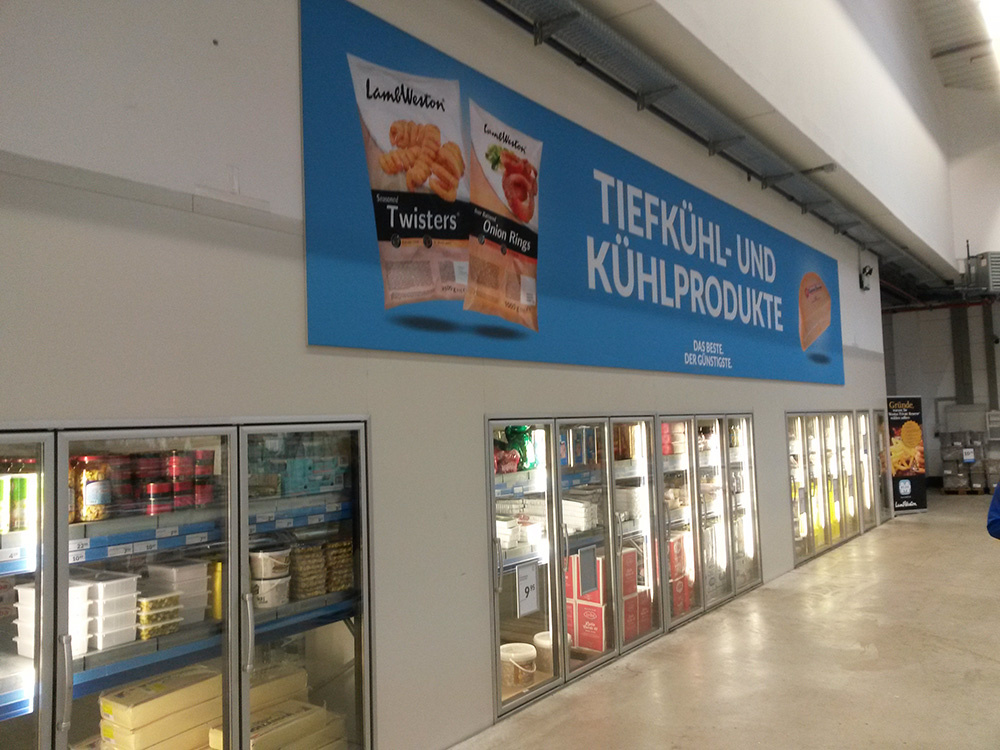 LambWeston
Seasoned
Twisters
LambWeston
Onion Rings
TIEFKÜHL- UND
KÜHLPRODUKTE
DAS BESTE.
DER GÜNSTIGSTE.
9.95
Gründe,
LambWeston